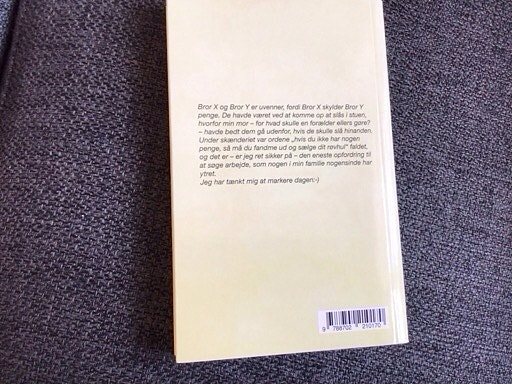 Bror X og Bror Y er uvenner, fordi Bror X skylder Bror Y
penge. De havde været ved at komme op at slås i stuen,
hvorfor min mor – for hvad skulle en forælder ellers gøre?
– havde bedt dem gå udenfor, hvis de skulle slå hinanden.
Under skænderiet var ordene „hvis du ikke har nogen
penge, så må du fandme ud og sælge dit røvhul“ faldet,
og det er – er jeg ret sikker på – den eneste opfordring til
at søge arbejde, som nogen i min familie nogensinde har
ytret.
Jeg har tænkt mig at markere dagen:-)
9 788702 210170